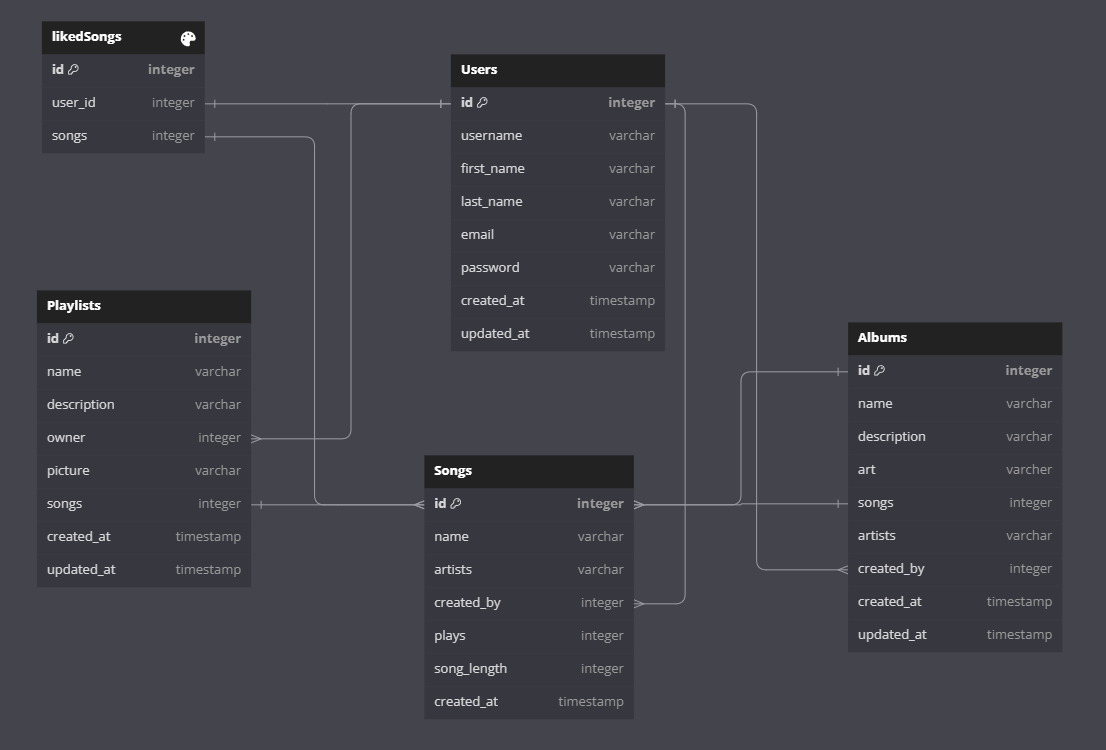 likedSongs
id integer
user_id integer
songs integer
Users
id integer
username varchar
first_name varchar
last_name varchar
email varchar
password varchar
created_at timestamp
updated_at timestamp
Playlists
id integer
name varchar
description varchar
owner integer
picture varchar
songs integer
created_at timestamp
updated_at timestamp
Songs
id integer
name varchar
artists varchar
created_by integer
plays integer
song_length integer
created_at timestamp
Albums
id integer
name varchar
description varchar
art varcher
songs integer
artists varchar
created_by integer
created_at timestamp
updated_at timestamp